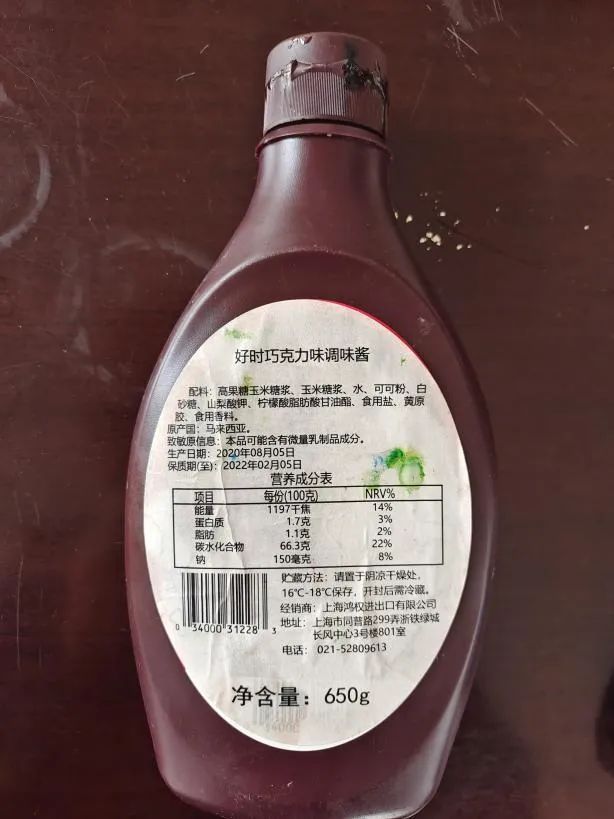 好时巧克力味调味酱
配料：高果糖玉米糖浆、玉米糖浆、水、可可粉、白
砂糖、山梨酸钾、柠檬酸脂肪酸甘油酯、食用盐、黄原
胶、食用香料。
原产国：马来西亚。
致敏原信息：本品可能含有微量乳制品成分。
生产日期：2020年08月05日
保质期(至)：2022年02月05日
营养成分表
项目 每份(100克) NRV%
能量 1197千焦 14%
蛋白质 1.7克 3%
脂肪 1.1克 2%
碳水化合物 66.3克 22%
钠 150毫克 8%
贮藏方法：请置于阴凉干燥处，
16℃-18℃保存，开封后需冷藏。
经销商：上海鸿权进出口有限公司
地址：上海市同普路299弄浙铁绿城
长风中心3号楼801室
电话：021-52809613
0 34000 31228 3
净含量：650g